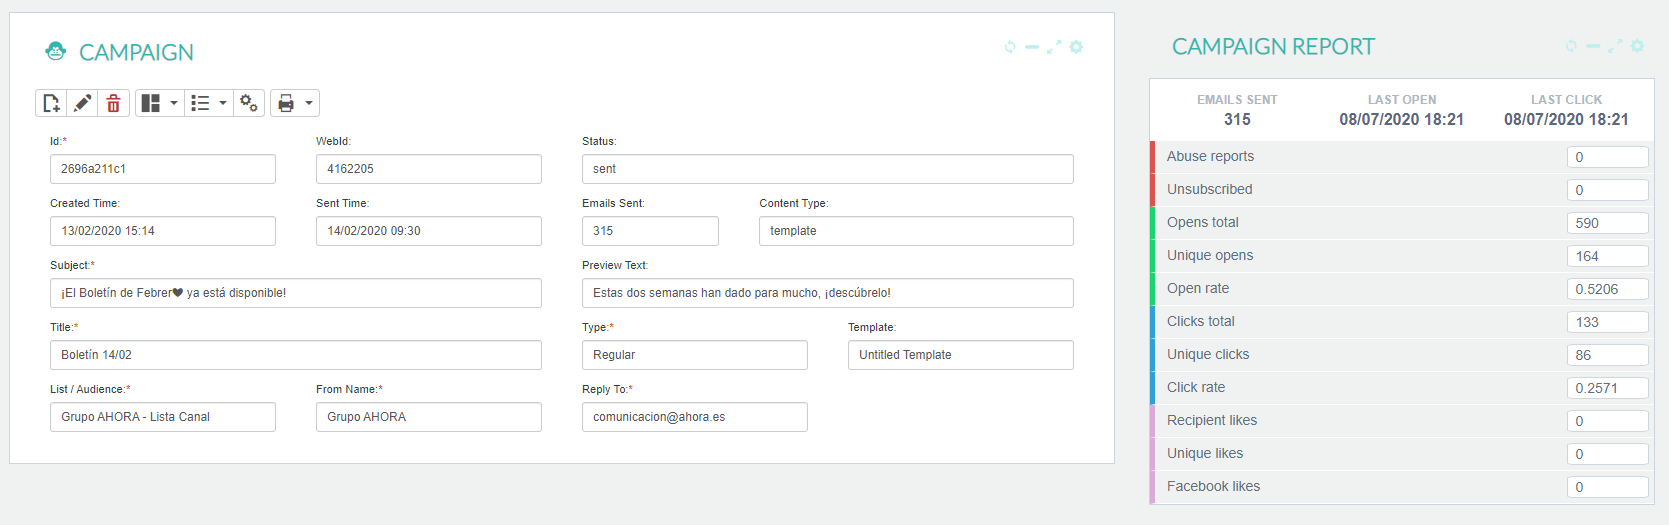 CAMPAIGN
Id:* WebId: Status:
2696a211c1 4162205 sent
Created Time: Sent Time: Emails Sent: Content Type:
13/02/2020 15:14 14/02/2020 09:30 315 template
Subject:* Preview Text:
¡El Boletín de Febrer❤ ya está disponible! Estas dos semanas han dado para mucho, ¡descúbrelo!
Title:* Type:* Template:
Boletín 14/02 Regular Untitled Template
List / Audience:* From Name:* Reply To:*
Grupo AHORA - Lista Canal Grupo AHORA comunicacion@ahora.es
CAMPAIGN REPORT
EMAILS SENT LAST OPEN LAST CLICK
315 08/07/2020 18:21 08/07/2020 18:21
Abuse reports 0
Unsubscribed 0
Opens total 590
Unique opens 164
Open rate 0.5206
Clicks total 133
Unique clicks 86
Click rate 0.2571
Recipient likes 0
Unique likes 0
Facebook likes 0